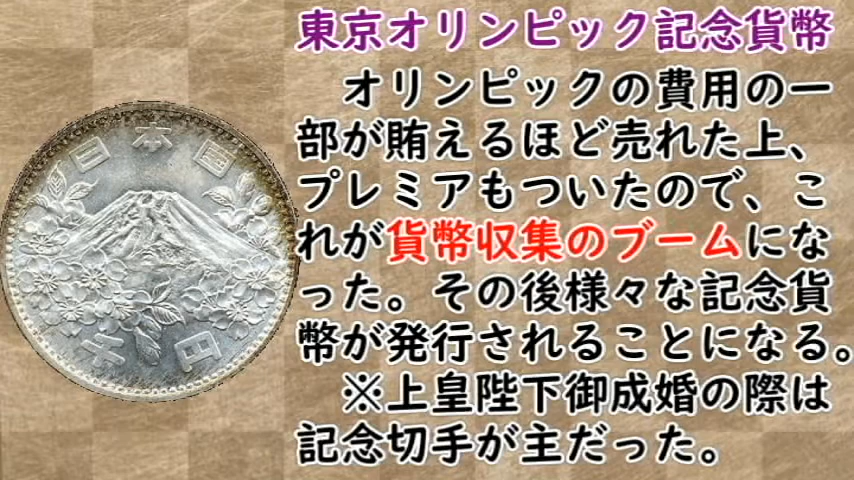 東京オリンピック記念貨幣
オリンピックの費用の一
部が賄えるほど売れた上、
プレミアもついたので、こ
れが貨幣収集のブームにな
った。その後様々な記念貨
幣が発行されることになる。
※上皇陛下御成婚の際は
記念切手が主だった。
日本国
千円